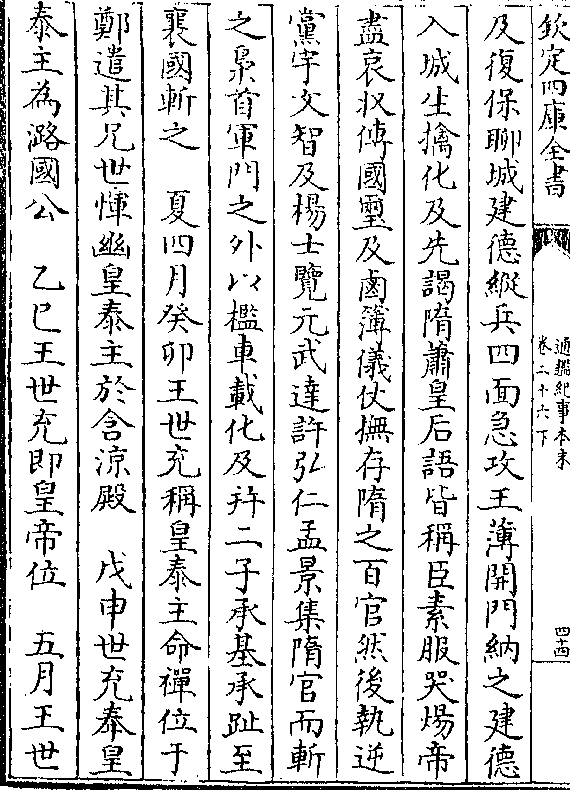 欽定四庫全書
通鑑紀事本末
卷二十六下
四十四
及復保聊城建德縱兵四面急攻王薄開門納之建德
入城生擒化及先謁隋蕭皇后語皆稱臣素服哭煬帝
盡哀收傳國璽及鹵簿儀仗撫存隋之百官然後執逆
黨宇文智及楊士覽元武達許弘仁孟景集隋官而斬
之梟首軍門之外以檻車載化及并二子承基承趾至
襄國斬之　夏四月癸卯王世充稱皇泰主命禪位于
鄭遣其兄世惲幽皇泰主於含涼殿　戊申世充奉皇
泰主為潞國公　乙巳王世充即皇帝位　五月王世